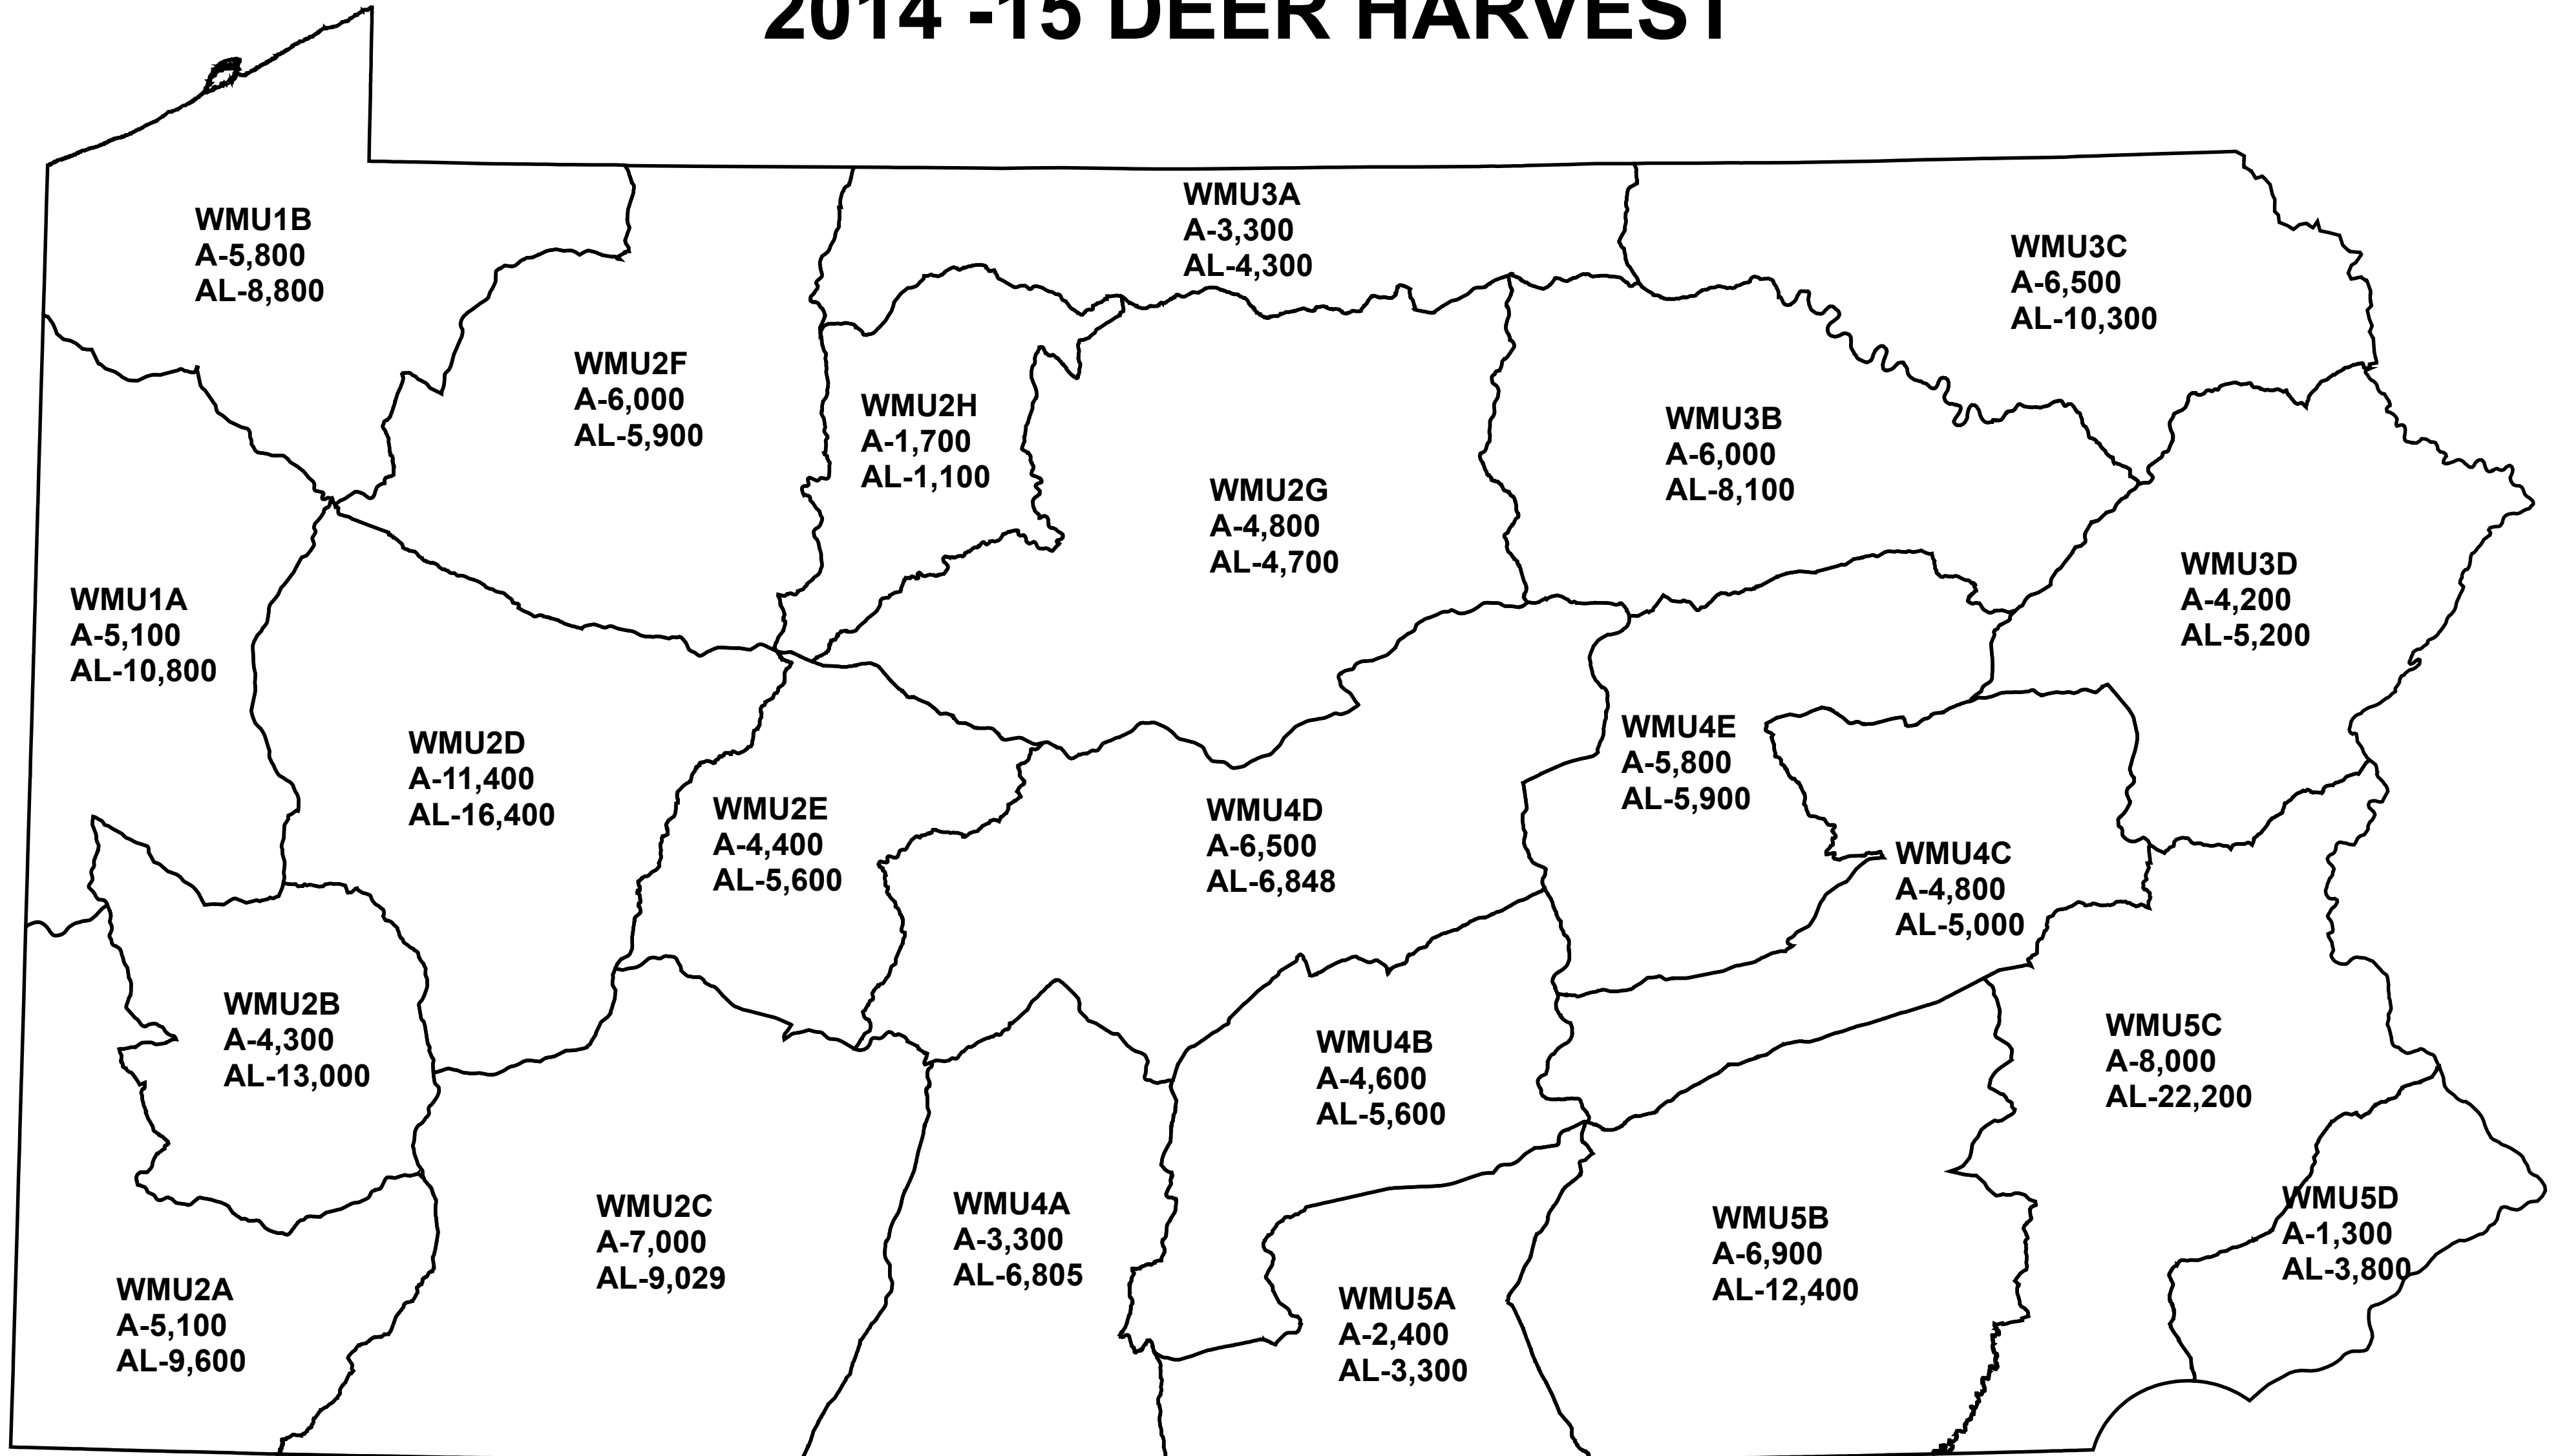 2014 -15 DEER HARVEST
WMU3A
A-3,300
AL-4,300
WMU1B
A-5,800
AL-8,800
WMU3C
A-6,500
AL-10,300
WMU2F
A-6,000
AL-5,900
WMU2H
A-1,700
AL-1,100
WMU3B
A-6,000
AL-8,100
WMU2G
A-4,800
AL-4,700
WMU3D
A-4,200
AL-5,200
WMU1A
A-5,100
AL-10,800
WMU4E
A-5,800
AL-5,900
WMU2D
A-11,400
AL-16,400
WMU2E
A-4,400
AL-5,600
WMU4D
A-6,500
AL-6,848
WMU4C
A-4,800
AL-5,000
WMU2B
A-4,300
AL-13,000
WMU5C
A-8,000
AL-22,200
WMU4B
A-4,600
AL-5,600
WMU5D
A-1,300
AL-3,800
WMU2C
A-7,000
AL-9,029
WMU4A
A-3,300
AL-6,805
WMU5B
A-6,900
AL-12,400
WMU2A
A-5,100
AL-9,600
WMU5A
A-2,400
AL-3,300